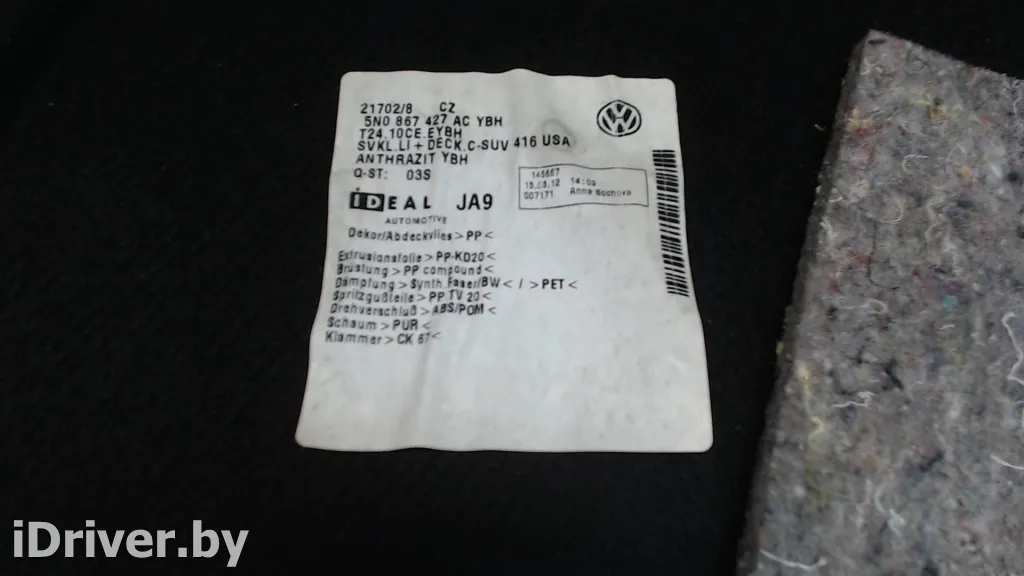 21702/8 CZ
5N0 867 427 AC YBH
T24.10CE.EYBH
SVKL.LI + DECK.C-SUV 416 USA
ANTHRAZIT YBH
Q-ST: 03S
145667
15.03.12 14:09
007171 Anna
iDEAL JA9
AUTOMOTIVE
Dekor/Abdeckvlies > PP <
Extrusionsfolie > PP-KD20 <
Brüstung > PP compound <
Dämpfung > Synth. Faser/BW < / > PET <
Spritzgußteile > PP TV 20 <
Drehverschluß > ABS/POM <
Schaum > PUR <
Klammer > CK 67 <
iDriver.by